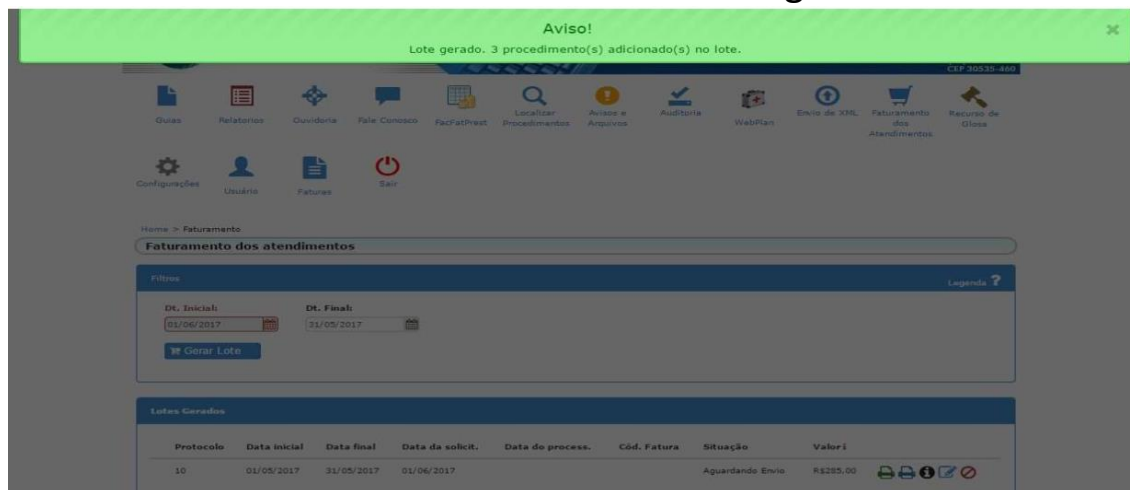 Aviso!
Lote gerado. 3 procedimento(s) adicionado(s) no lote.
CEP 30535-460
Guias Relatorios Ouvidoria Fale Conosco FacFatPrest Localizar Procedimentos Avisos e Arquivos Auditoria WebPlan Envio de XML Faturamento dos Atendimentos Recurso de Glosa
Configurações Usuário Faturas Sair
Home > Faturamento
Faturamento dos atendimentos
Filtros Legenda ?
Dt. Inicial: Dt. Final:
01/06/2017 31/05/2017
Gerar Lote
Lotes Gerados
Protocolo Data inicial Data final Data da solicit. Data do process. Cód. Fatura Situação Valor
10 01/05/2017 31/05/2017 01/06/2017 Aguardando Envio R$285,00